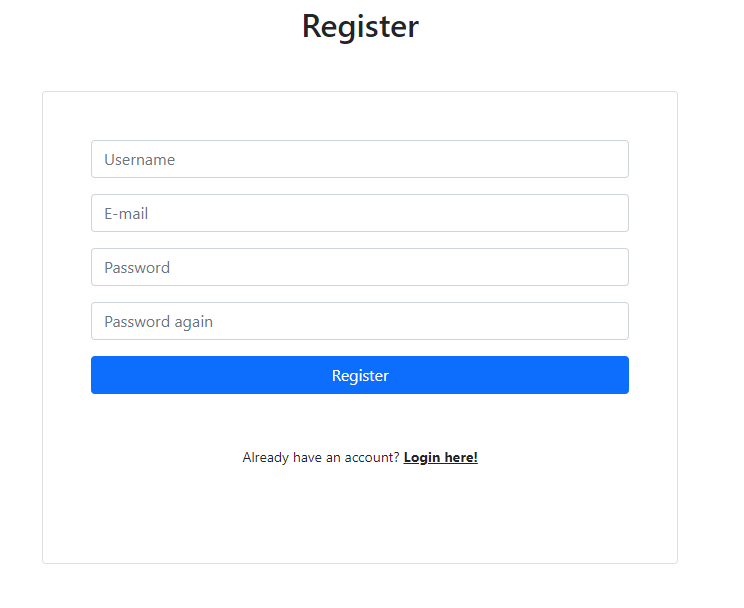 Register
Username
E-mail
Password
Password again
Register
Already have an account? Login here!